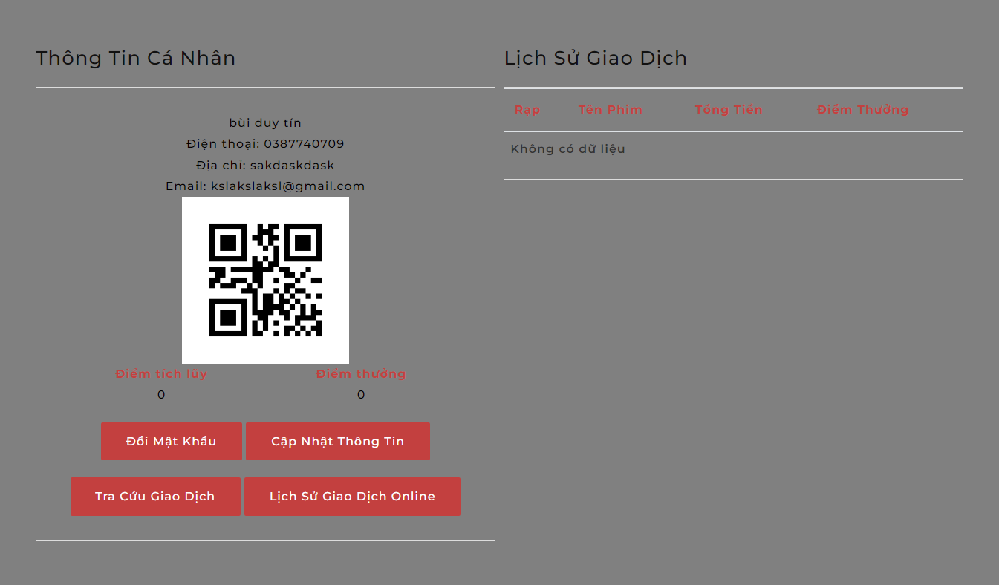 Thông Tin Cá Nhân
bùi duy tín
Điện thoại: 0387740709
Địa chỉ: sakdaskdask
Email: kslakslaksl@gmail.com
Điểm tích lũy
Điểm thưởng
0
0
Đổi Mật Khẩu
Cập Nhật Thông Tin
Tra Cứu Giao Dịch
Lịch Sử Giao Dịch Online
Lịch Sử Giao Dịch
Rạp
Tên Phim
Tổng Tiền
Điểm Thưởng
Không có dữ liệu